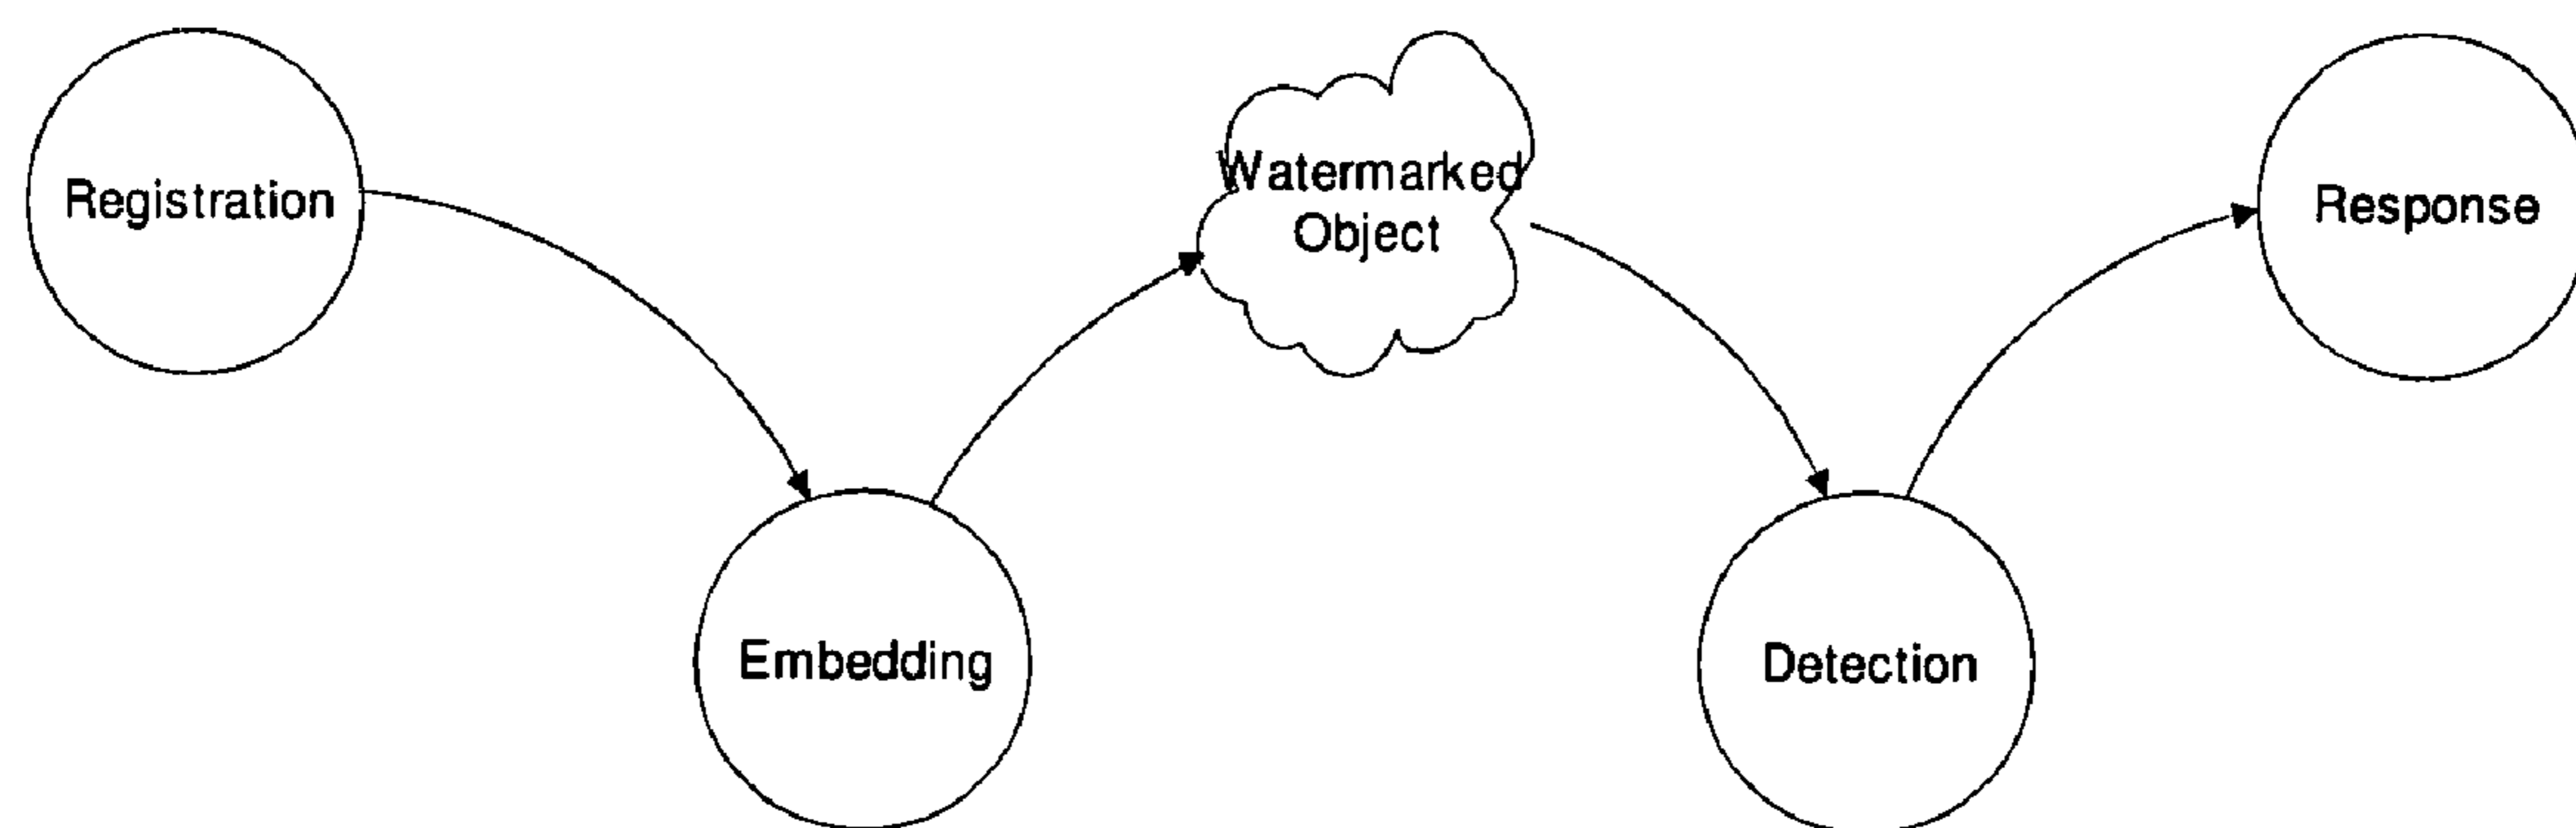 Registration
Embedding
Watermarked
Object
Detection
Response